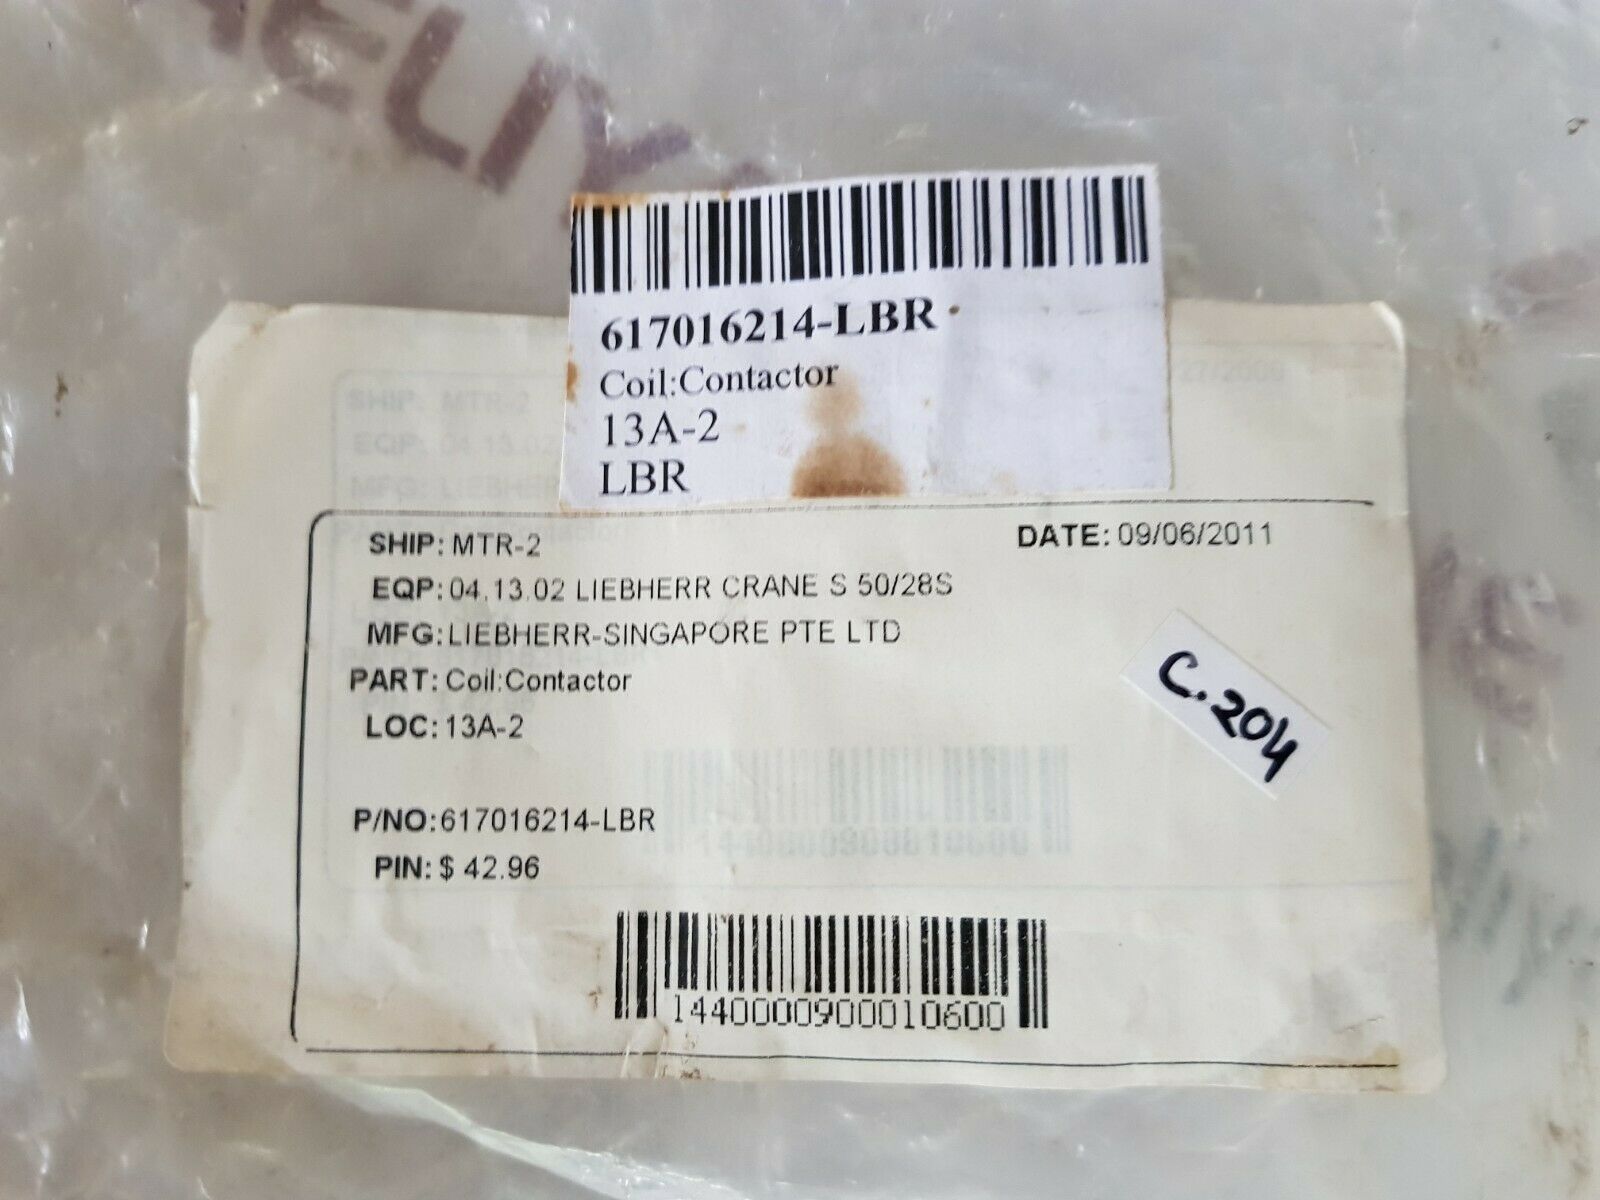 617016214-LBR
Coil:Contactor
13A-2
LBR
SHIP: MTR-2
DATE: 09/06/2011
EQP: 04.13.02 LIEBHERR CRANE S 50/28S
MFG: LIEBHERR-SINGAPORE PTE LTD
PART: Coil:Contactor
LOC: 13A-2
C.204
P/NO: 617016214-LBR
PIN: $ 42.96
1440000900010600